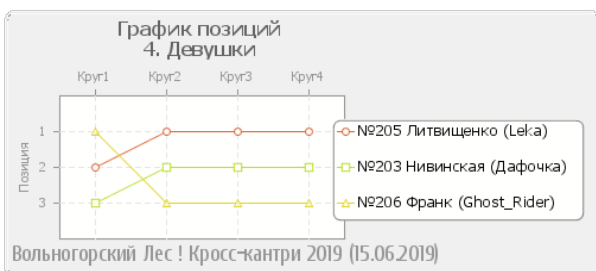 График позиций
4. Девушки
Круг1 Круг2 Круг3 Круг4
Позиция
1
2
3
№205 Литвищенко (Leka)
№203 Нивинская (Дафочка)
№206 Франк (Ghost_Rider)
Вольногорский Лес ! Кросс-кантри 2019 (15.06.2019)